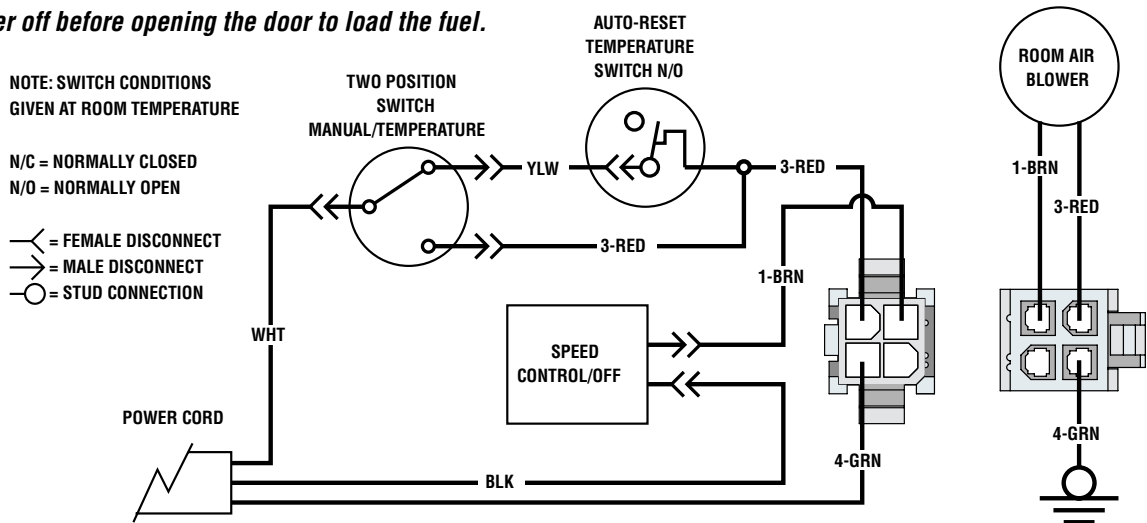 er off before opening the door to load the fuel.
NOTE: SWITCH CONDITIONS
GIVEN AT ROOM TEMPERATURE
N/C = NORMALLY CLOSED
N/O = NORMALLY OPEN
= FEMALE DISCONNECT
= MALE DISCONNECT
= STUD CONNECTION
TWO POSITION
SWITCH
MANUAL/TEMPERATURE
AUTO-RESET
TEMPERATURE
SWITCH N/O
YLW
3-RED
3-RED
1-BRN
WHT
SPEED
CONTROL/OFF
POWER CORD
BLK
4-GRN
ROOM AIR
BLOWER
1-BRN
3-RED
4-GRN